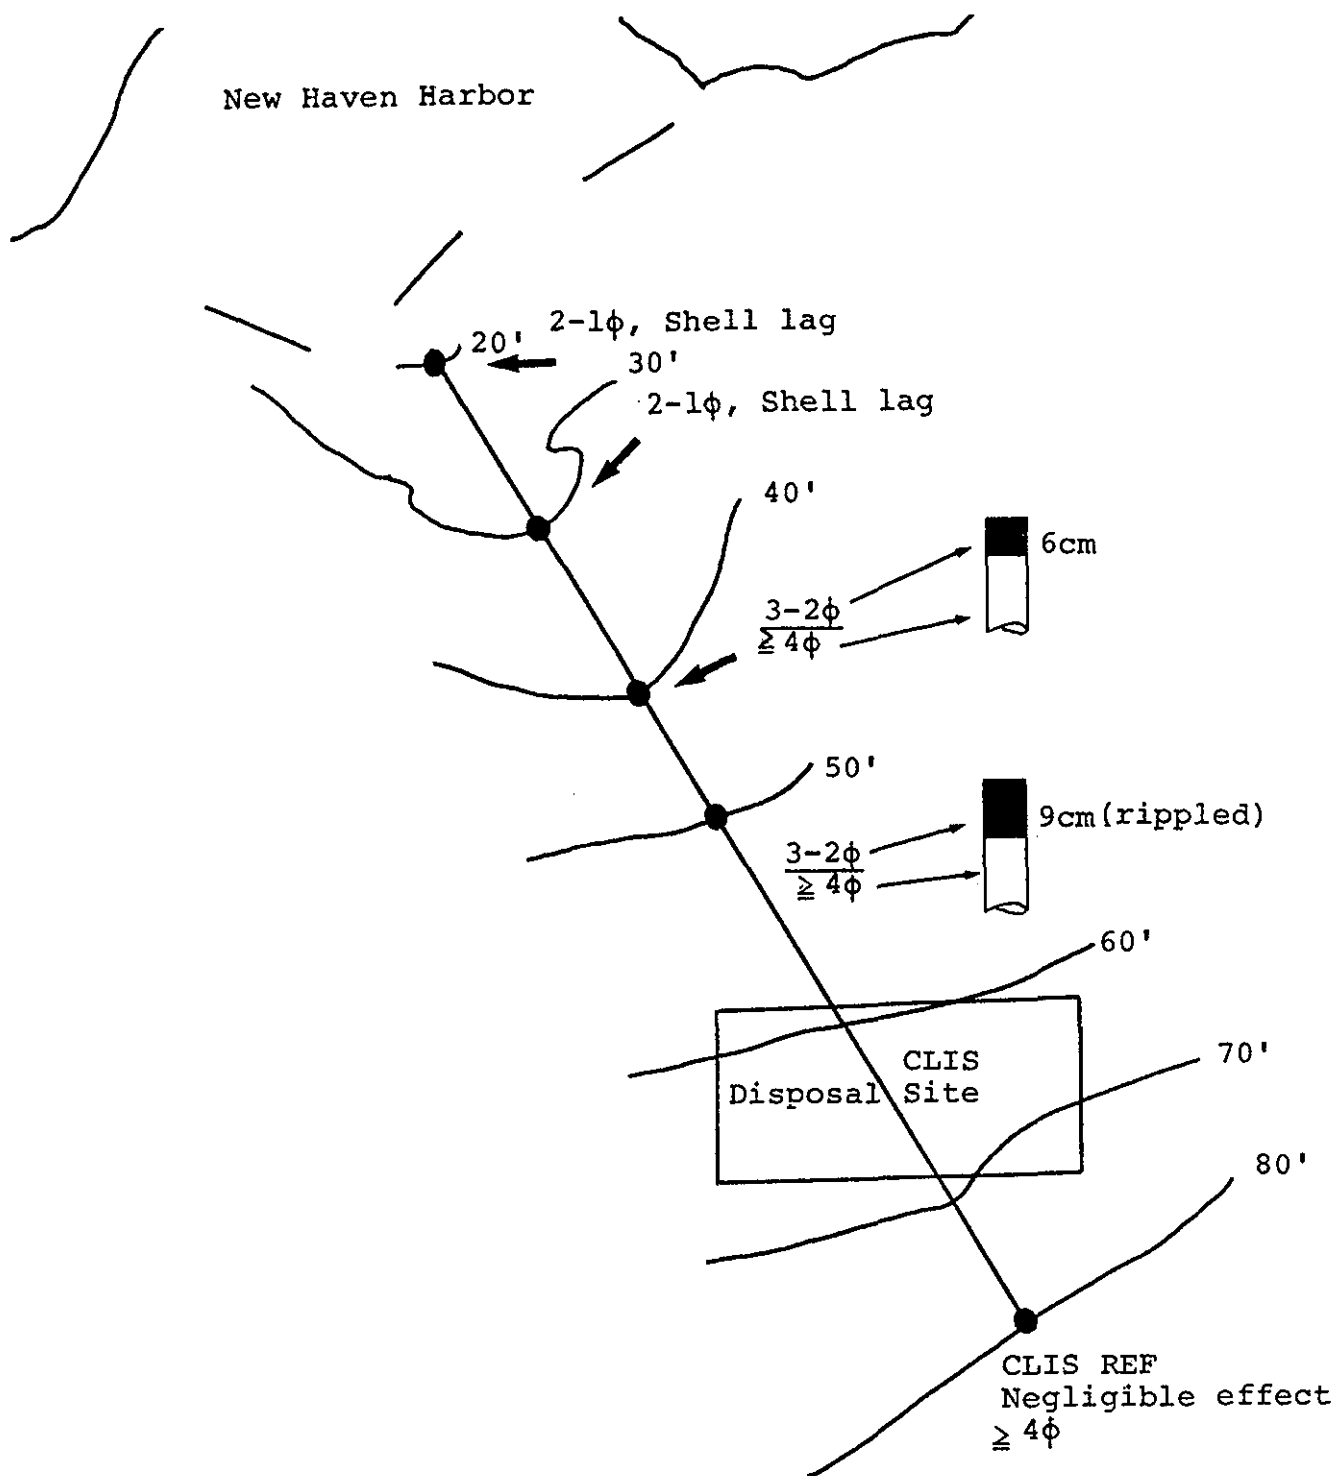 New Haven Harbor
2-1ϕ, Shell lag
20'
30'
2-1ϕ, Shell lag
40'
6cm
3-2ϕ
≧ 4ϕ
50'
9cm(rippled)
3-2ϕ
≧ 4ϕ
60'
CLIS
Disposal Site
70'
80'
CLIS REF
Negligible effect
≧ 4ϕ